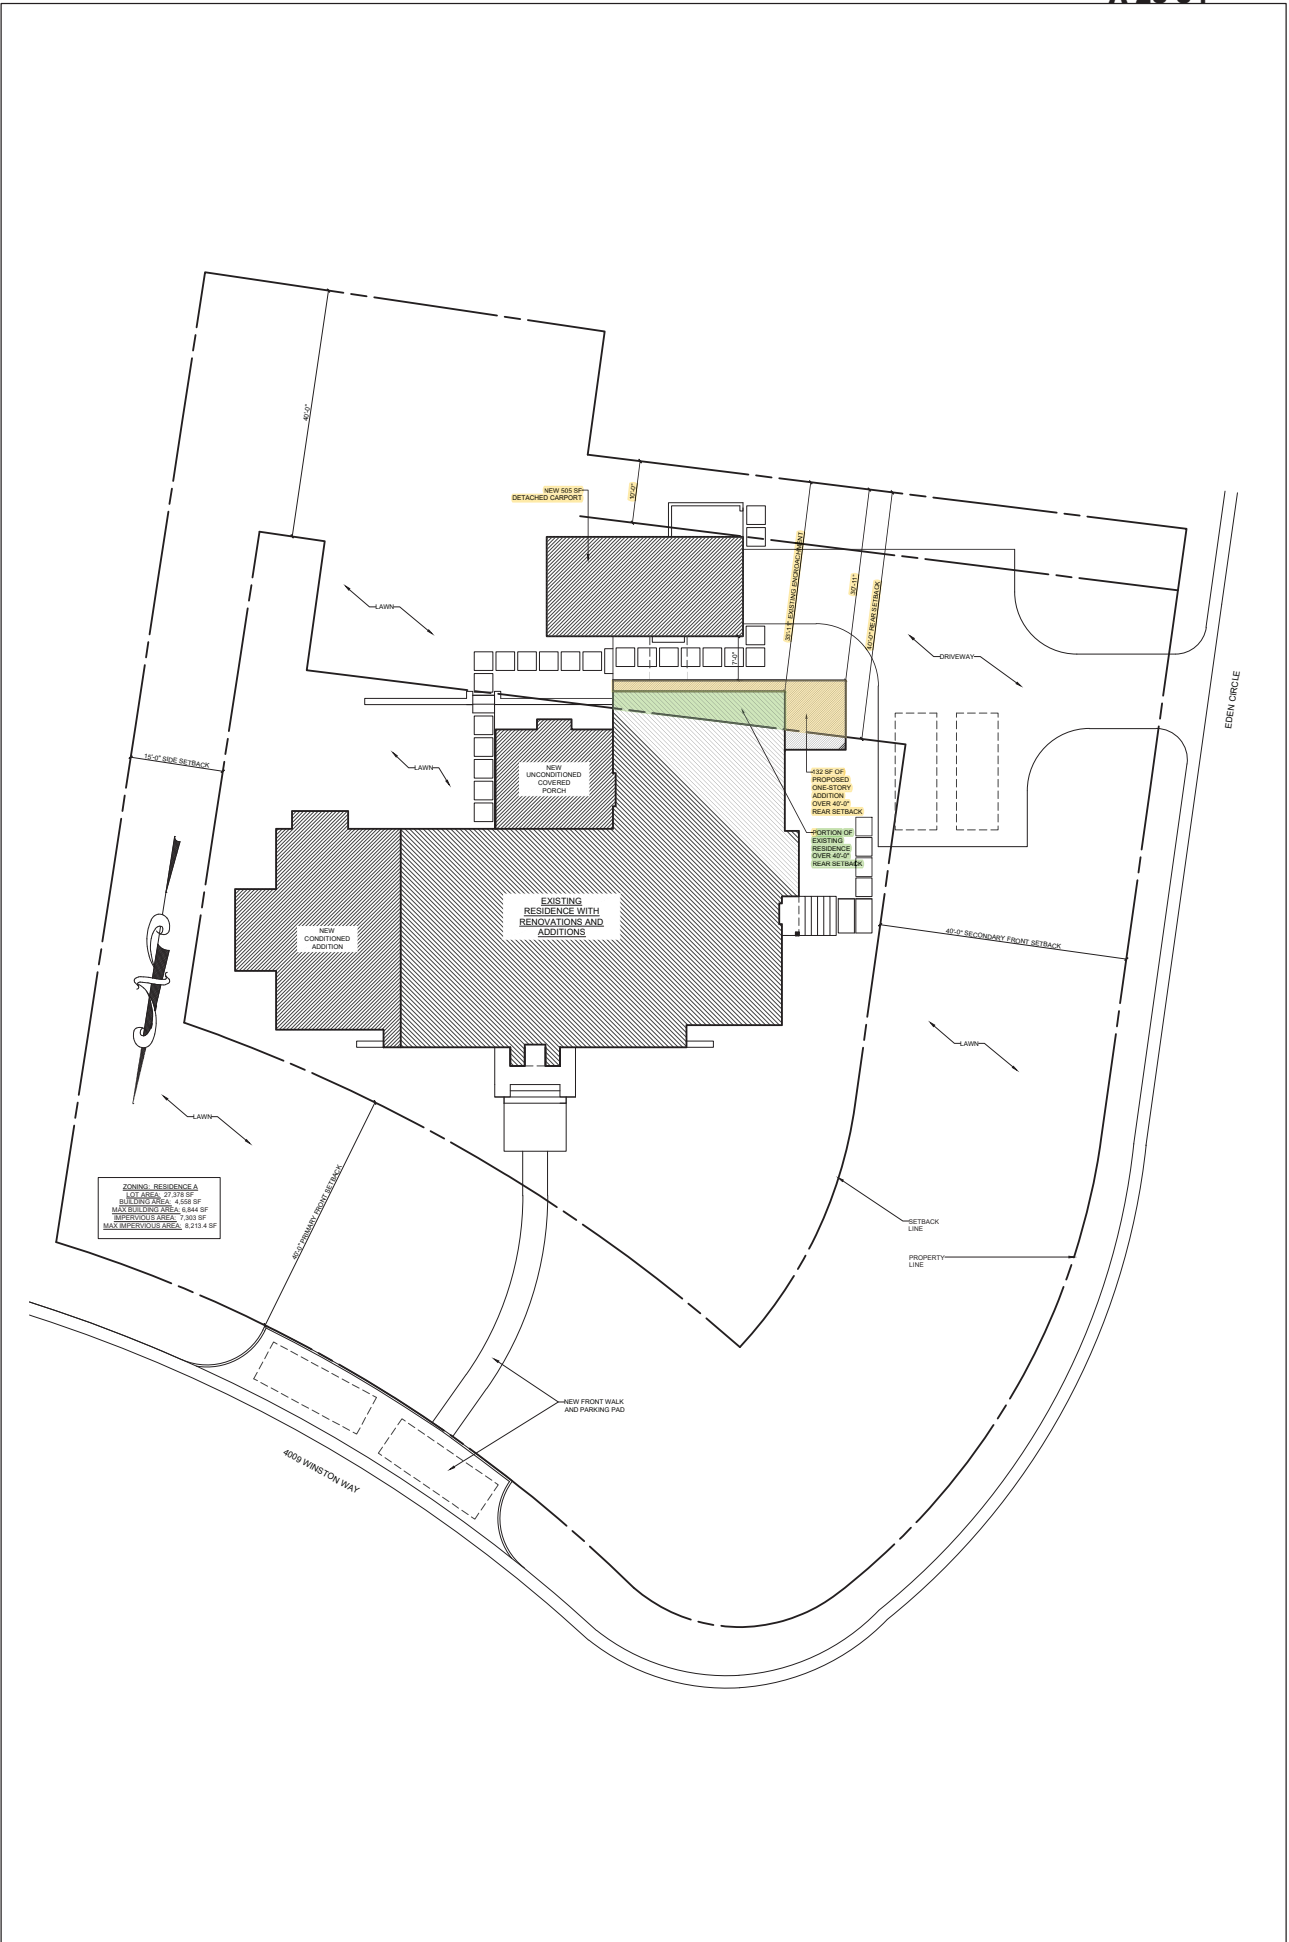 40'-0"
NEW 505 SF
DETACHED CARPORT
10'-0"
EXISTING ENCROACHMENT
30'-11"
40'-0" REAR SETBACK
LAWN
7'-0"
DRIVEWAY
EDEN CIRCLE
15'-0" SIDE SETBACK
LAWN
NEW
UNCONDITIONED
COVERED
PORCH
432 SF OF
PROPOSED
ONE-STORY
ADDITION
OVER 40'-0"
REAR SETBACK
PORTION OF
EXISTING
RESIDENCE
OVER 40'-0"
REAR SETBACK
EXISTING
RESIDENCE WITH
RENOVATIONS AND
ADDITIONS
NEW
CONDITIONED
ADDITION
40'-0" SECONDARY FRONT SETBACK
LAWN
LAWN
ZONING: RESIDENCE A
LOT AREA: 27,378 SF
BUILDING AREA: 4,558 SF
MAX BUILDING AREA: 6,844 SF
IMPERVIOUS AREA: 7,303 SF
MAX IMPERVIOUS AREA: 8,213.4 SF
40'-0" PRIMARY FRONT SETBACK
SETBACK
LINE
PROPERTY
LINE
NEW FRONT WALK
AND PARKING PAD
4009 WINSTON WAY